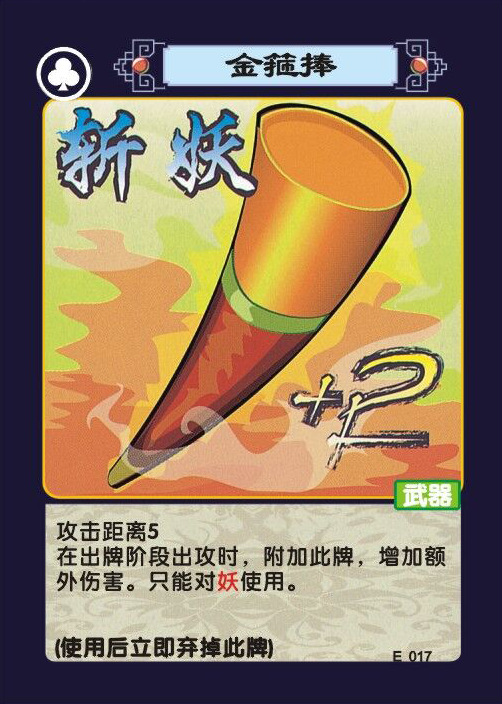 金箍捧
斩妖
+2
武器
攻击距离5
在出牌阶段出攻时，附加此牌，增加额
外伤害。只能对妖使用。
(使用后立即弃掉此牌)
E 017